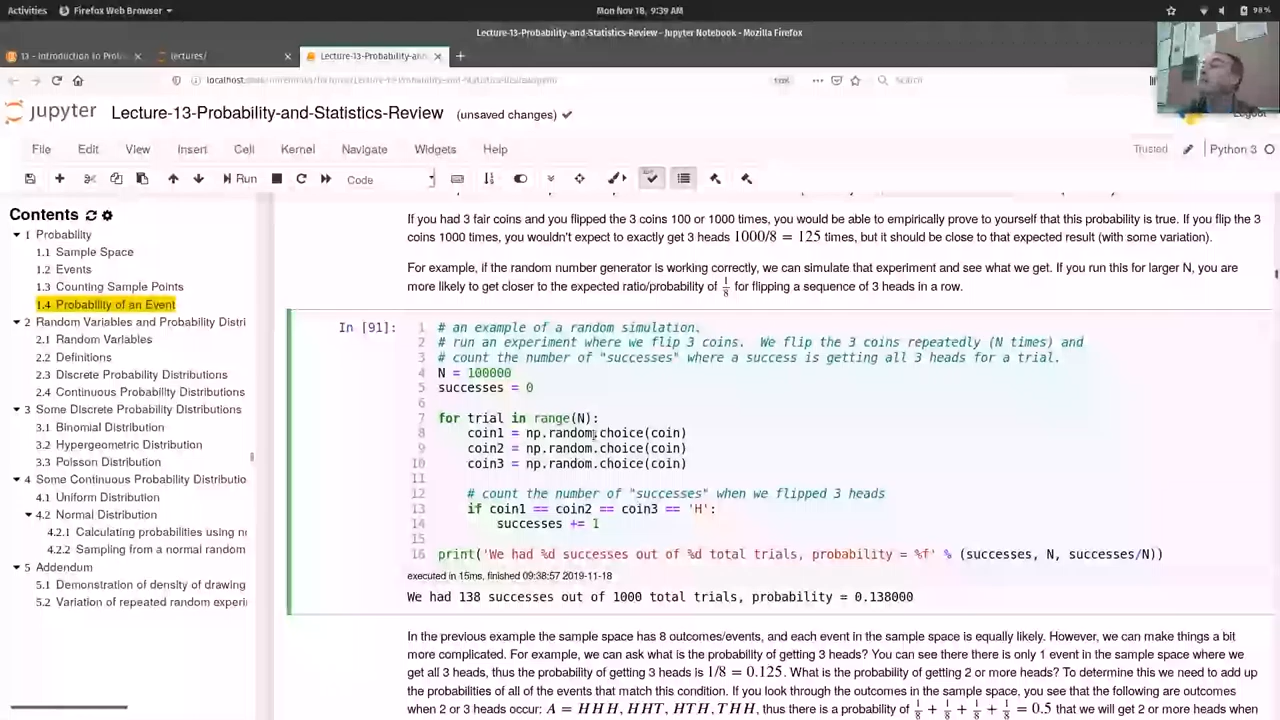 Activities Firefox Web Browser Mon Nov 18, 9:39 AM 98%
Lecture-13-Probability-and-Statistics-Review - Jupyter Notebook - Mozilla Firefox
13 - Introduction to Prob lectures/ Lecture-13-Probability-an
Search
jupyter Lecture-13-Probability-and-Statistics-Review (unsaved changes) Logout
File Edit View Insert Cell Kernel Navigate Widgets Help Trusted Python 3
Run Code
Contents
1 Probability
1.1 Sample Space
1.2 Events
1.3 Counting Sample Points
1.4 Probability of an Event
2 Random Variables and Probability Distri
2.1 Random Variables
2.2 Definitions
2.3 Discrete Probability Distributions
2.4 Continuous Probability Distributions
3 Some Discrete Probability Distributions
3.1 Binomial Distribution
3.2 Hypergeometric Distribution
3.3 Poisson Distribution
4 Some Continuous Probability Distributio
4.1 Uniform Distribution
4.2 Normal Distribution
4.2.1 Calculating probabilities using no
4.2.2 Sampling from a normal random
5 Addendum
5.1 Demonstration of density of drawing
5.2 Variation of repeated random experi
If you had 3 fair coins and you flipped the 3 coins 100 or 1000 times, you would be able to empirically prove to yourself that this probability is true. If you flip the 3
coins 1000 times, you wouldn't expect to exactly get 3 heads 1000/8 = 125 times, but it should be close to that expected result (with some variation).
For example, if the random number generator is working correctly, we can simulate that experiment and see what we get. If you run this for larger N, you are
more likely to get closer to the expected ratio/probability of 1/8 for flipping a sequence of 3 heads in a row.
In [91]:
1 # an example of a random simulation.
2 # run an experiment where we flip 3 coins. We flip the 3 coins repeatedly (N times) and
3 # count the number of "successes" where a success is getting all 3 heads for a trial.
4 N = 100000
5 successes = 0
6
7 for trial in range(N):
8 coin1 = np.random.choice(coin)
9 coin2 = np.random.choice(coin)
10 coin3 = np.random.choice(coin)
11
12 # count the number of "successes" when we flipped 3 heads
13 if coin1 == coin2 == coin3 == 'H':
14 successes += 1
15
16 print('We had %d successes out of %d total trials, probability = %f' % (successes, N, successes/N))
executed in 15ms, finished 09:38:57 2019-11-18
We had 138 successes out of 1000 total trials, probability = 0.138000
In the previous example the sample space has 8 outcomes/events, and each event in the sample space is equally likely. However, we can make things a bit
more complicated. For example, we can ask what is the probability of getting 3 heads? You can see there there is only 1 event in the sample space where we
get all 3 heads, thus the probability of getting 3 heads is 1/8 = 0.125. What is the probability of getting 2 or more heads? To determine this we need to add up
the probabilities of all of the events that match this condition. If you look through the outcomes in the sample space, you see that the following are outcomes
when 2 or 3 heads occur: A = HHH, HHT, HTH, THH, thus there is a probability of 1/8 + 1/8 + 1/8 + 1/8 = 0.5 that we will get 2 or more heads when